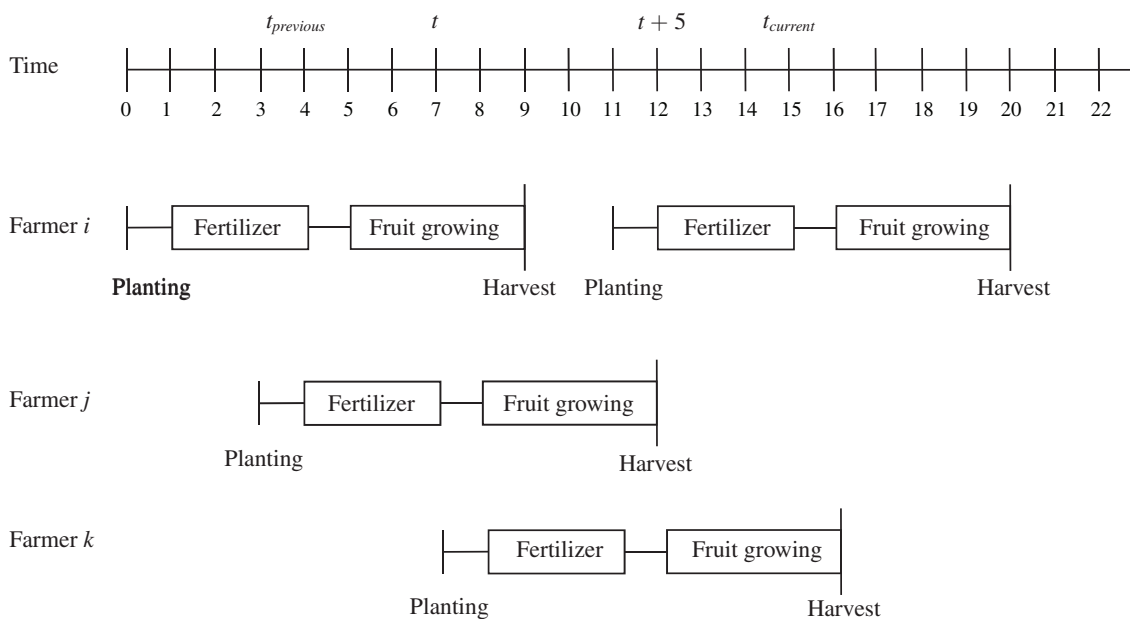 t_previous t t + 5 t_current
Time
0 1 2 3 4 5 6 7 8 9 10 11 12 13 14 15 16 17 18 19 20 21 22
Farmer i Fertilizer Fruit growing Fertilizer Fruit growing
Planting Harvest Planting Harvest
Farmer j Fertilizer Fruit growing
Planting Harvest
Farmer k Fertilizer Fruit growing
Planting Harvest